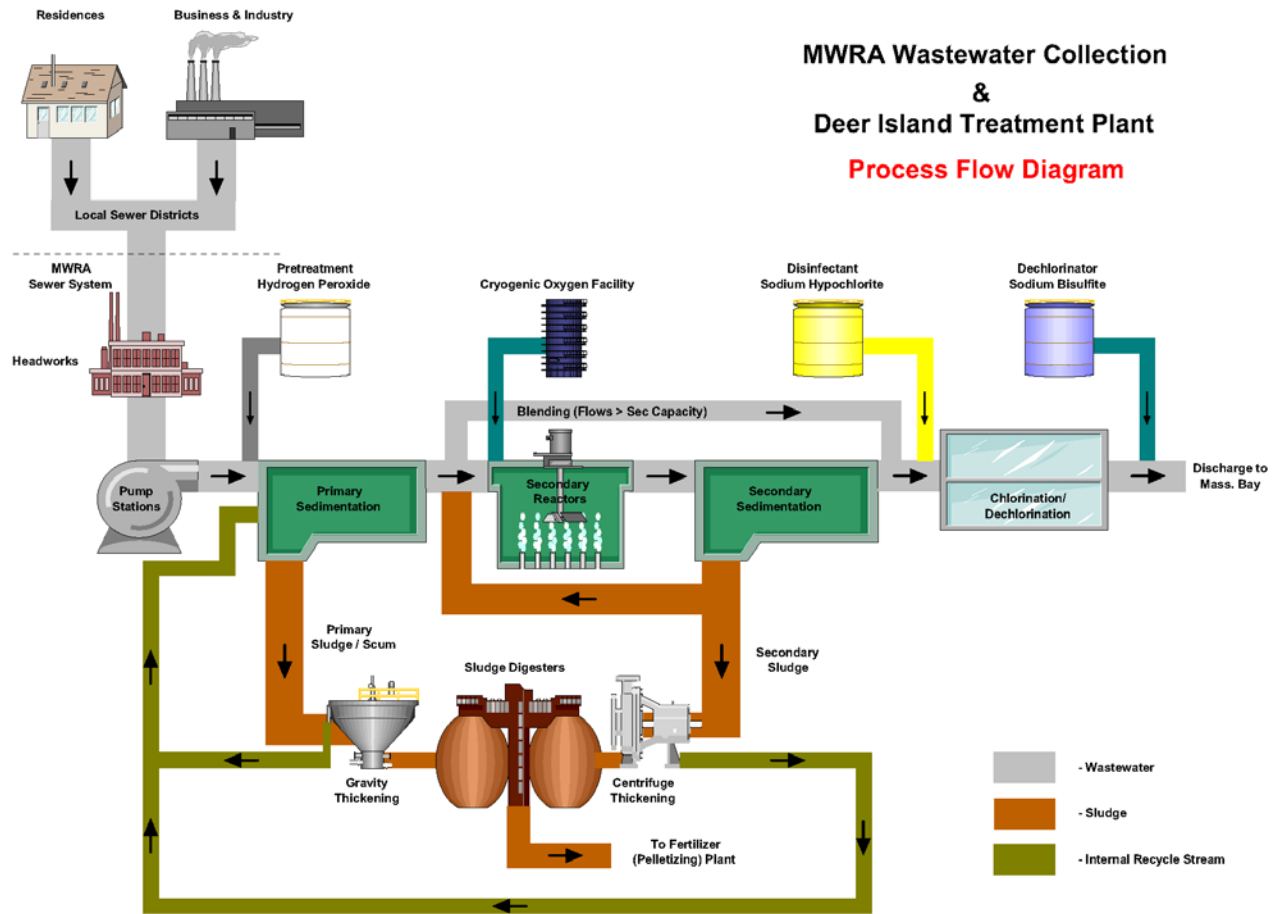 Residences
Business & Industry
MWRA Wastewater Collection
&
Deer Island Treatment Plant
Process Flow Diagram
Local Sewer Districts
MWRA
Sewer System
Pretreatment
Hydrogen Peroxide
Cryogenic Oxygen Facility
Disinfectant
Sodium Hypochlorite
Dechlorinator
Sodium Bisulfite
Headworks
Blending (Flows > Sec Capacity)
Pump
Stations
Primary
Sedimentation
Secondary
Reactors
Secondary
Sedimentation
Chlorination/
Dechlorination
Discharge to
Mass. Bay
Primary
Sludge / Scum
Sludge Digesters
Secondary
Sludge
Gravity
Thickening
Centrifuge
Thickening
To Fertilizer
(Pelletizing) Plant
- Wastewater
- Sludge
- Internal Recycle Stream